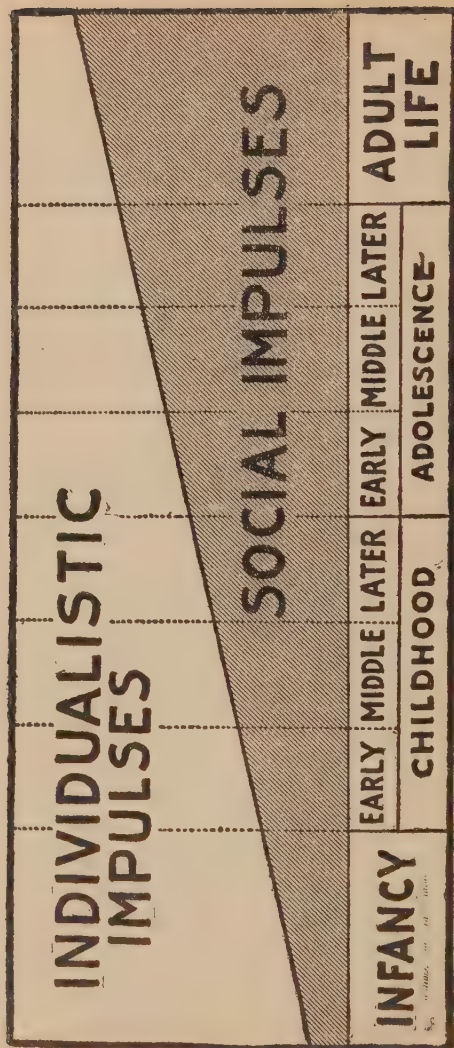 INDIVIDUALISTIC
IMPULSES
SOCIAL IMPULSES
INFANCY
EARLY MIDDLE LATER
CHILDHOOD
EARLY MIDDLE LATER
ADOLESCENCE
ADULT
LIFE